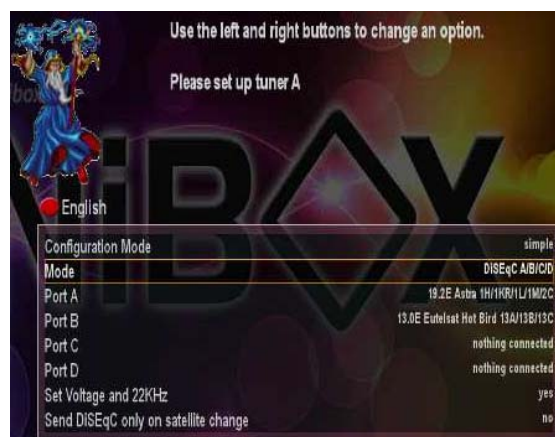 Use the left and right buttons to change an option.
Please set up tuner A
English
Configuration Mode simple
Mode DiSEqC A/B/C/D
Port A 19.2E Astra 1H/1KR/1L/1M/2C
Port B 13.0E Eutelsat Hot Bird 13A/13B/13C
Port C nothing connected
Port D nothing connected
Set Voltage and 22KHz yes
Send DiSEqC only on satellite change no